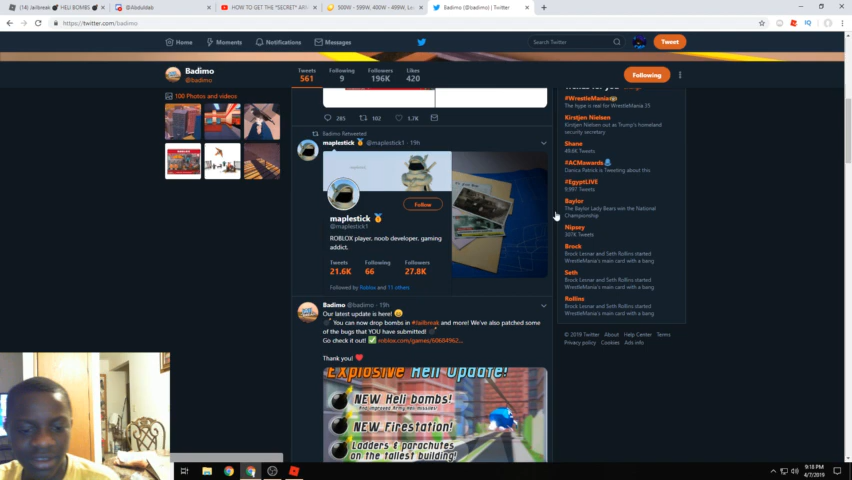 (14) Jailbreak 💣 HELI BOMBS 💣
@Abduldab
HOW TO GET THE "SECRET" AR
500W - 599W, 400W - 499W, Lo
Badimo (@badimo) | Twitter
https://twitter.com/badimo
Home
Moments
Notifications
Messages
Search Twitter
Tweet
Badimo
@badimo
Tweets
561
Following
9
Followers
196K
Likes
420
Following
100 Photos and videos
285
102
1.7K
Badimo Retweeted
maplestick 🏅 @maplestick1 · 19h
Follow
maplestick 🏅
@maplestick1
ROBLOX player, noob developer, gaming
addict.
Tweets
21.6K
Following
66
Followers
27.8K
Followed by Roblox and 11 others
Badimo @badimo · 19h
Our latest update is here!
You can now drop bombs in #Jailbreak and more! We've also patched some
of the bugs that YOU have submitted!
Go check it out! ✅ rblox.com/games/60604962...
Thank you! ❤️
Explosive Heli Update!
NEW Heli bombs!
NEW Firestation!
Ladders & parachutes
on the tallest building!
#WrestleMania
The hype is real for WrestleMania 35
Kirstjen Nielsen
Kirstjen Nielsen out as Trump's homeland
security secretary
Shane
49.6K Tweets
#ACMawards
Danica Patrick is Tweeting about this
#EgyptLIVE
9,997 Tweets
Baylor
The Baylor Lady Bears win the National
Championship
Nipsey
307K Tweets
Brock
Brock Lesnar and Seth Rollins started
WrestleMania's main card with a bang
Seth
Brock Lesnar and Seth Rollins started
WrestleMania's main card with a bang
Rollins
Brock Lesnar and Seth Rollins started
WrestleMania's main card with a bang
© 2019 Twitter About Help Center Terms
Privacy policy Cookies Ads info
9:18 PM
4/7/2019